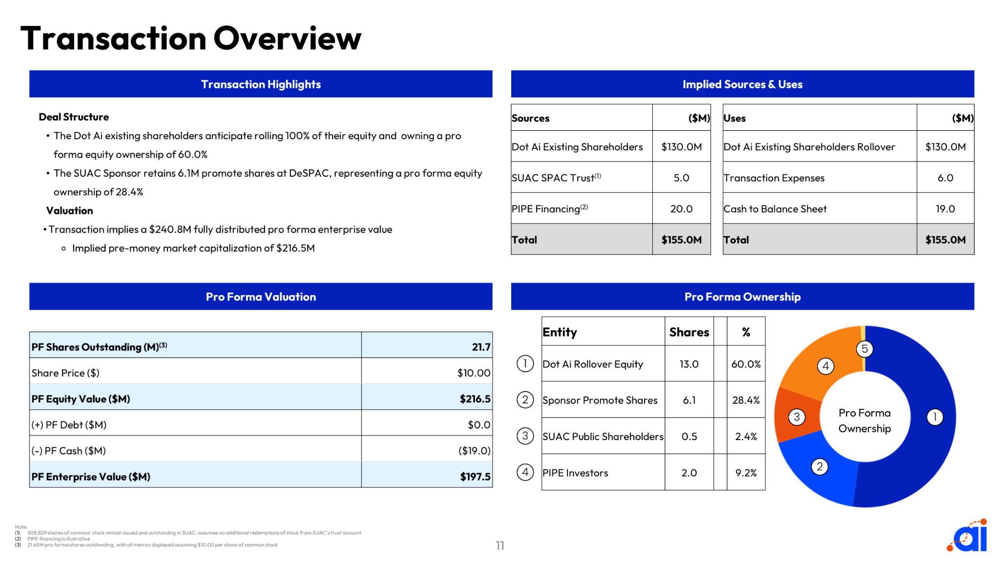 Transaction Overview
Transaction Highlights
Deal Structure
• The Dot Ai existing shareholders anticipate rolling 100% of their equity and owning a pro
forma equity ownership of 60.0%
• The SUAC Sponsor retains 6.1M promote shares at DeSPAC, representing a pro forma equity
ownership of 28.4%
Valuation
• Transaction implies a $240.8M fully distributed pro forma enterprise value
○ Implied pre-money market capitalization of $216.5M
Implied Sources & Uses
Sources ($M)
Dot Ai Existing Shareholders $130.0M
SUAC SPAC Trust(1) 5.0
PIPE Financing(2) 20.0
Total $155.0M
Uses ($M)
Dot Ai Existing Shareholders Rollover $130.0M
Transaction Expenses 6.0
Cash to Balance Sheet 19.0
Total $155.0M
Pro Forma Valuation
PF Shares Outstanding (M)(3) 21.7
Share Price ($) $10.00
PF Equity Value ($M) $216.5
(+) PF Debt ($M) $0.0
(-) PF Cash ($M) ($19.0)
PF Enterprise Value ($M) $197.5
Pro Forma Ownership
Entity Shares %
1 Dot Ai Rollover Equity 13.0 60.0%
2 Sponsor Promote Shares 6.1 28.4%
3 SUAC Public Shareholders 0.5 2.4%
4 PIPE Investors 2.0 9.2%
5
4
3
1
2
Pro Forma
Ownership
Note:
(1) 508,829 shares of common stock remain issued and outstanding in SUAC, assumes no additional redemptions of stock from SUAC's trust account
(2) PIPE financing is illustrative
(3) 21.65M pro forma shares outstanding, with all metrics displayed assuming $10.00 per share of common stock
11
ai